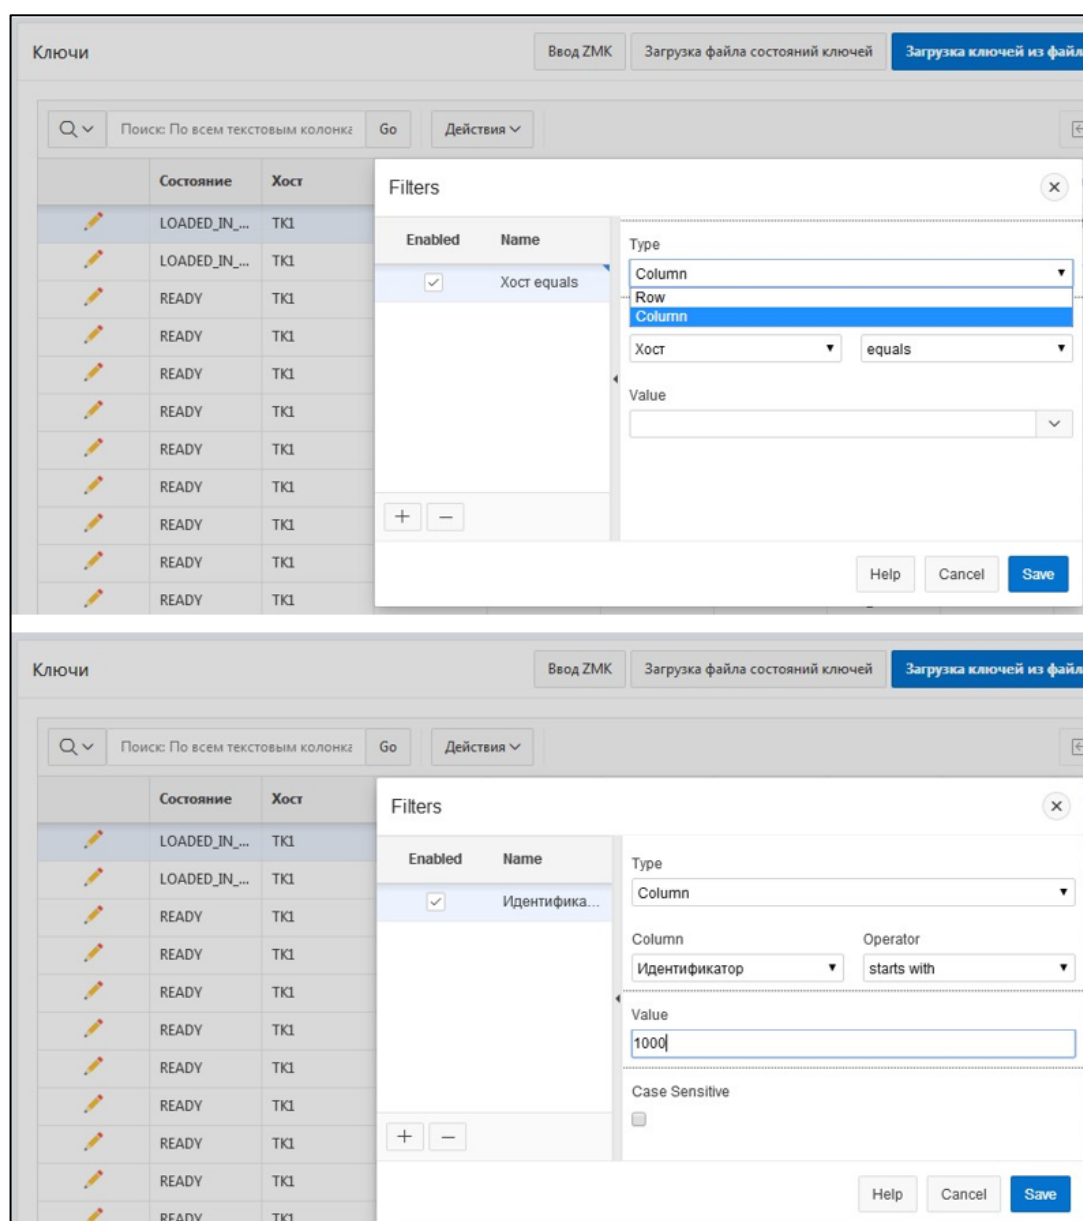 Ключи
Ввод ZMK
Загрузка файла состояний ключей
Загрузка ключей из файл
Поиск: По всем текстовым колонка
Go
Действия
Состояние Хост
LOADED_IN_... TK1
LOADED_IN_... TK1
READY TK1
READY TK1
READY TK1
READY TK1
READY TK1
READY TK1
READY TK1
READY TK1
READY TK1
Filters
Enabled Name
Хост equals
Type
Column
Row
Column
Хост equals
Value
Help Cancel Save
Ключи
Ввод ZMK
Загрузка файла состояний ключей
Загрузка ключей из файл
Поиск: По всем текстовым колонка
Go
Действия
Состояние Хост
LOADED_IN_... TK1
LOADED_IN_... TK1
READY TK1
READY TK1
READY TK1
READY TK1
READY TK1
READY TK1
READY TK1
READY TK1
READY TK1
Filters
Enabled Name
Идентифика...
Type
Column
Column Operator
Идентификатор starts with
Value
1000
Case Sensitive
Help Cancel Save